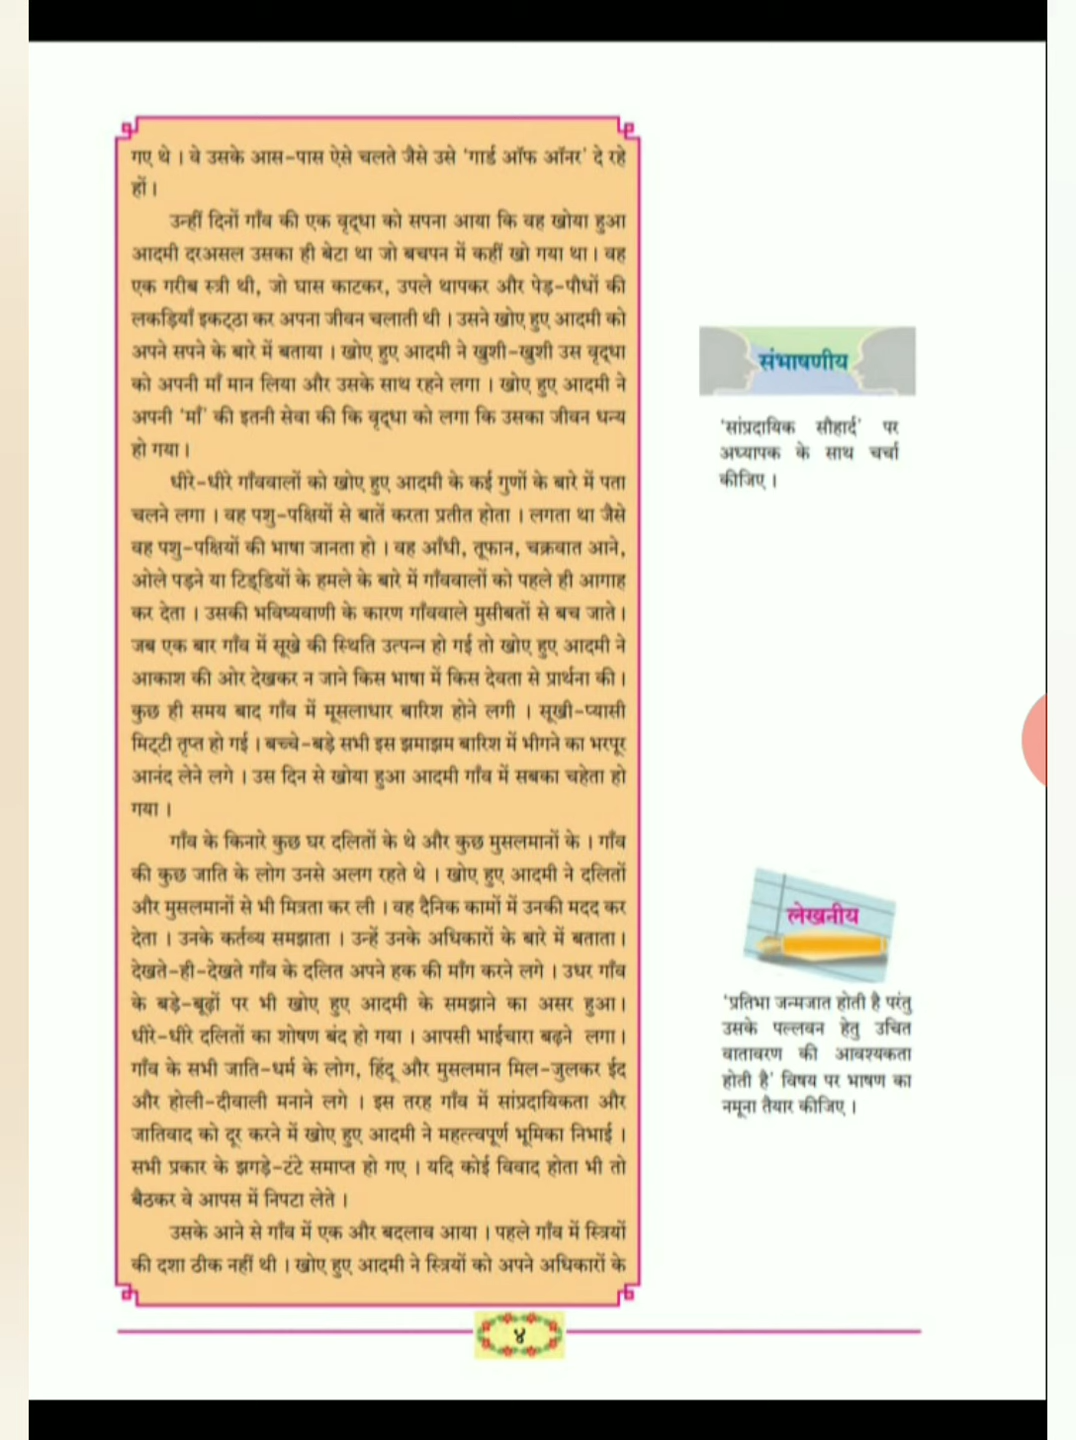 गए थे । वे उसके आस-पास ऐसे चलते जैसे उसे ‘गार्ड ऑफ ऑनर’ दे रहे
हों ।
उन्हीं दिनों गाँव की एक वृद्धा को सपना आया कि वह खोया हुआ
आदमी दरअसल उसका ही बेटा था जो बचपन में कहीं खो गया था । वह
एक गरीब स्त्री थी, जो घास काटकर, उपले थापकर और पेड़-पौधों की
लकड़ियाँ इकट्ठा कर अपना जीवन चलाती थी । उसने खोए हुए आदमी को
अपने सपने के बारे में बताया । खोए हुए आदमी ने खुशी-खुशी उस वृद्धा
को अपनी माँ मान लिया और उसके साथ रहने लगा । खोए हुए आदमी ने
अपनी ‘माँ’ की इतनी सेवा की कि वृद्धा को लगा कि उसका जीवन धन्य
हो गया ।
धीरे-धीरे गाँववालों को खोए हुए आदमी के कई गुणों के बारे में पता
चलने लगा । वह पशु-पक्षियों से बातें करता प्रतीत होता । लगता था जैसे
वह पशु-पक्षियों की भाषा जानता हो । वह आँधी, तूफान, चक्रवात आने,
ओले पड़ने या टिड्डियों के हमले के बारे में गाँववालों को पहले ही आगाह
कर देता । उसकी भविष्यवाणी के कारण गाँववाले मुसीबतों से बच जाते ।
जब एक बार गाँव में सूखे की स्थिति उत्पन्न हो गई तो खोए हुए आदमी ने
आकाश की ओर देखकर न जाने किस भाषा में किस देवता से प्रार्थना की ।
कुछ ही समय बाद गाँव में मूसलाधार बारिश होने लगी । सूखी-प्यासी
मिट्टी तृप्त हो गई । बच्चे-बड़े सभी इस झमाझम बारिश में भीगने का भरपूर
आनंद लेने लगे । उस दिन से खोया हुआ आदमी गाँव में सबका चहेता हो
गया ।
गाँव के किनारे कुछ घर दलितों के थे और कुछ मुसलमानों के । गाँव
की कुछ जाति के लोग उनसे अलग रहते थे । खोए हुए आदमी ने दलितों
और मुसलमानों से भी मित्रता कर ली । वह दैनिक कामों में उनकी मदद कर
देता । उनके कर्तव्य समझाता । उन्हें उनके अधिकारों के बारे में बताता ।
देखते-ही-देखते गाँव के दलित अपने हक की माँग करने लगे । उधर गाँव
के बड़े-बूढ़ों पर भी खोए हुए आदमी के समझाने का असर हुआ ।
धीरे-धीरे दलितों का शोषण बंद हो गया । आपसी भाईचारा बढ़ने लगा ।
गाँव के सभी जाति-धर्म के लोग, हिंदू और मुसलमान मिल-जुलकर ईद
और होली-दीवाली मनाने लगे । इस तरह गाँव में सांप्रदायिकता और
जातिवाद को दूर करने में खोए हुए आदमी ने महत्त्वपूर्ण भूमिका निभाई ।
सभी प्रकार के झगड़े-टंटे समाप्त हो गए । यदि कोई विवाद होता भी तो
बैठकर वे आपस में निपटा लेते ।
उसके आने से गाँव में एक और बदलाव आया । पहले गाँव में स्त्रियों
की दशा ठीक नहीं थी । खोए हुए आदमी ने स्त्रियों को अपने अधिकारों के
संभाषणीय
‘सांप्रदायिक सौहार्द’ पर
अध्यापक के साथ चर्चा
कीजिए ।
लेखनीय
‘प्रतिभा जन्मजात होती है परंतु
उसके पल्लवन हेतु उचित
वातावरण की आवश्यकता
होती है’ विषय पर भाषण का
नमूना तैयार कीजिए ।
४